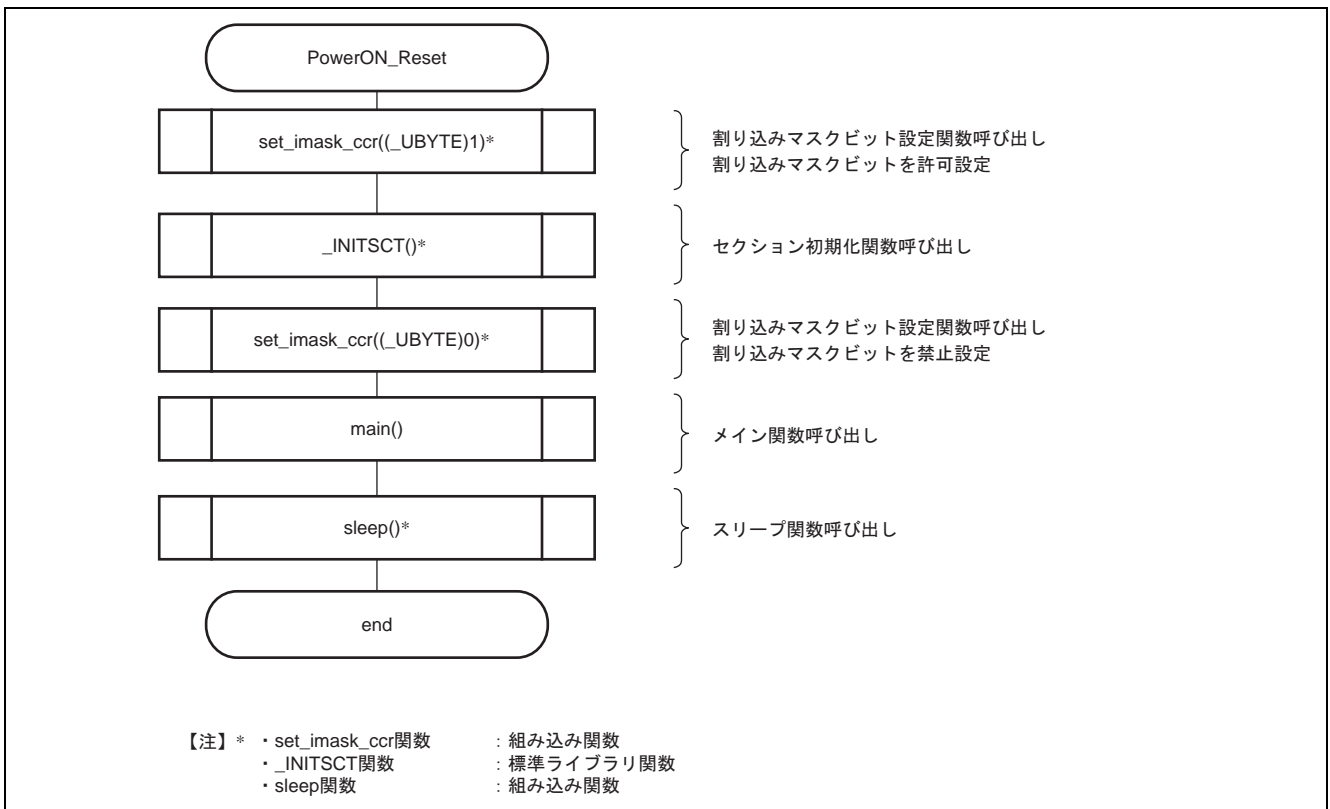 PowerON_Reset
set_imask_ccr((_UBYTE)1)*
割り込みマスクビット設定関数呼び出し
割り込みマスクビットを許可設定
_INITSCT()*
セクション初期化関数呼び出し
set_imask_ccr((_UBYTE)0)*
割り込みマスクビット設定関数呼び出し
割り込みマスクビットを禁止設定
main()
メイン関数呼び出し
sleep()*
スリープ関数呼び出し
end
【注】* ・set_imask_ccr関数 : 組み込み関数
・_INITSCT関数 : 標準ライブラリ関数
・sleep関数 : 組み込み関数